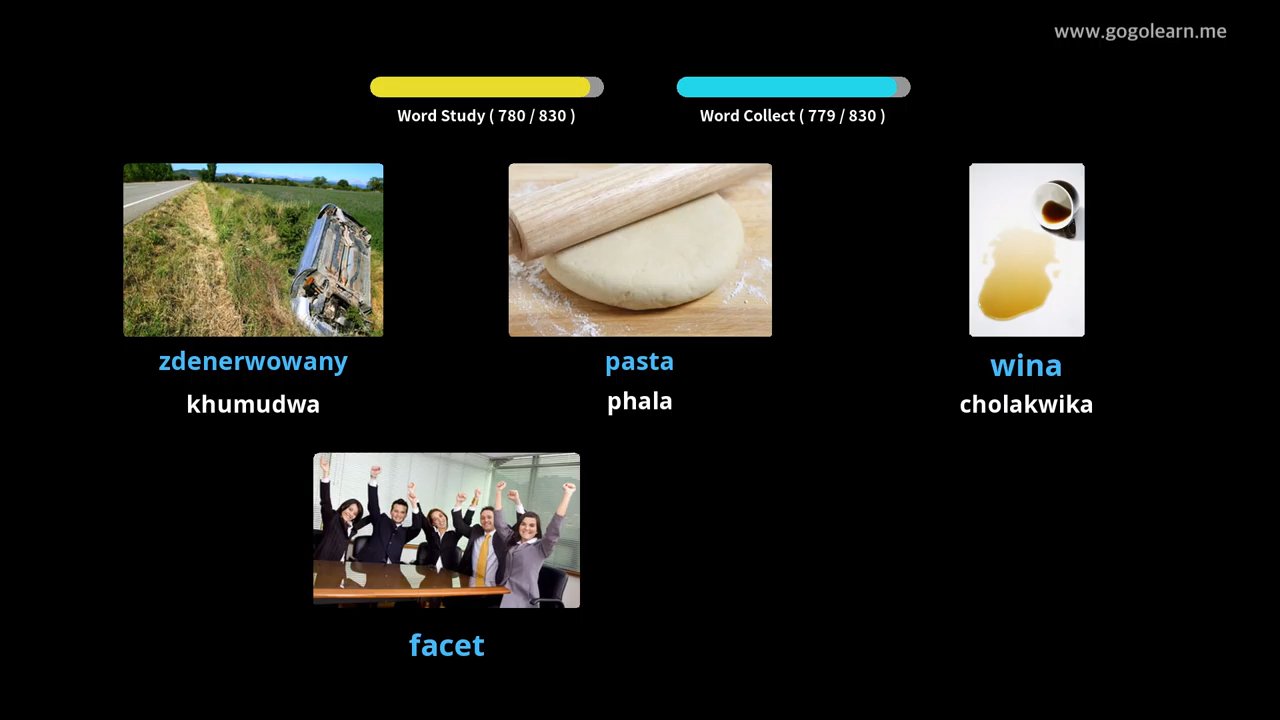 www.gogolearn.me
Word Study ( 780 / 830 )
Word Collect ( 779 / 830 )
zdenerwowany
pasta
wina
khumudwa
phala
cholakwika
facet